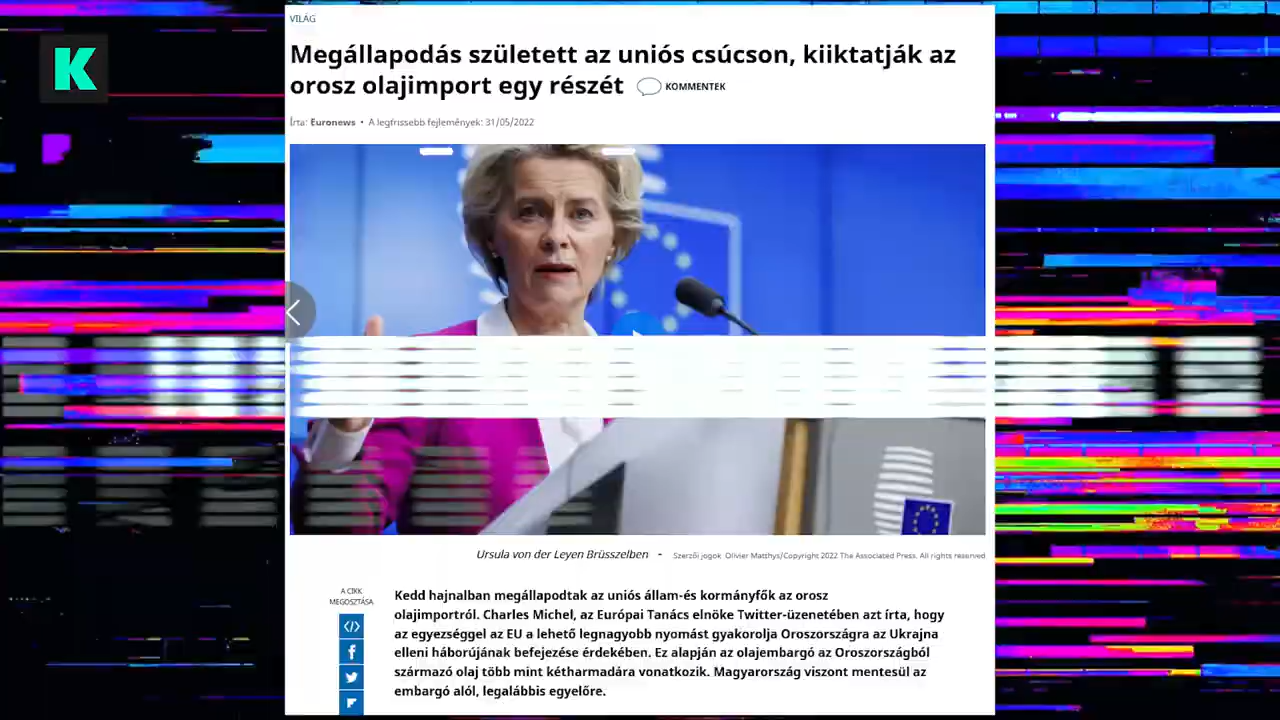 K
VILÁG
Megállapodás született az uniós csúcson, kiiktatják az
orosz olajimport egy részét KOMMENTEK
Írta: Euronews • A legfrissebb fejlemények: 31/05/2022
Ursula von der Leyen Brüsszelben - Szerzői jogok Olivier Matthys/Copyright 2022 The Associated Press. All rights reserved
A CIKK
MEGOSZTÁSA
Kedd hajnalban megállapodtak az uniós állam-és kormányfők az orosz
olajimportról. Charles Michel, az Európai Tanács elnöke Twitter-üzenetében azt írta, hogy
az egyezséggel az EU a lehető legnagyobb nyomást gyakorolja Oroszországra az Ukrajna
elleni háborújának befejezése érdekében. Ez alapján az olajembargó az Oroszországból
származó olaj több mint kétharmadára vonatkozik. Magyarország viszont mentesül az
embargó alól, legalábbis egyelőre.